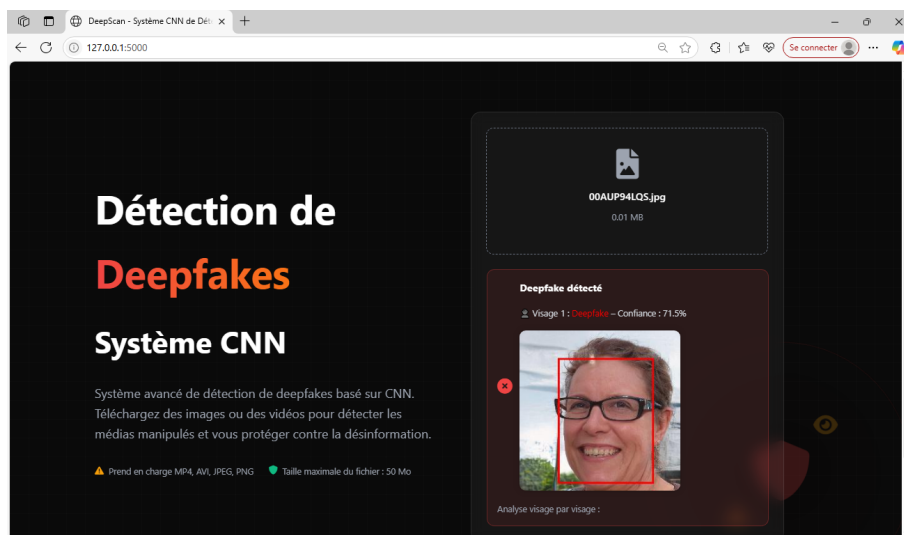 DeepScan - Système CNN de Dét
127.0.0.1:5000
Se connecter
Détection de
Deepfakes
Système CNN
Système avancé de détection de deepfakes basé sur CNN.
Téléchargez des images ou des vidéos pour détecter les
médias manipulés et vous protéger contre la désinformation.
Prend en charge MP4, AVI, JPEG, PNG
Taille maximale du fichier : 50 Mo
00AUP94LQS.jpg
0.01 MB
Deepfake détecté
Visage 1 : Deepfake – Confiance : 71.5%
Analyse visage par visage :